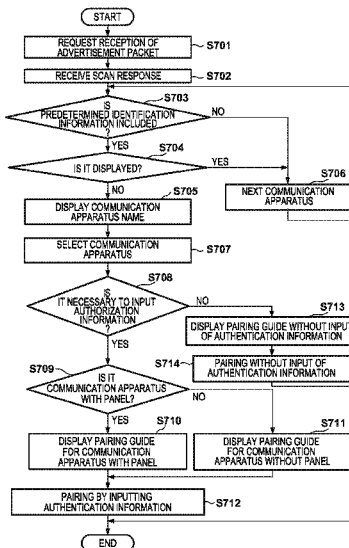 START
REQUEST RECEPTION OF
ADVERTISEMENT PACKET
S701
RECEIVE SCAN RESPONSE
S702
S703
IS
PREDETERMINED IDENTIFICATION
INFORMATION INCLUDED
?
NO
YES
S704
IS IT DISPLAYED?
YES
NO
S705
DISPLAY COMMUNICATION
APPARATUS NAME
S706
NEXT COMMUNICATION
APPARATUS
SELECT COMMUNICATION
APPARATUS
S707
S708
IS
IT NECESSARY TO INPUT
AUTHORIZATION
INFORMATION
?
NO
YES
S713
DISPLAY PAIRING GUIDE WITHOUT INPUT
OF AUTHENTICATION INFORMATION
S714
PAIRING WITHOUT INPUT OF
AUTHENTICATION INFORMATION
S709
IS IT
COMMUNICATION APPARATUS
WITH PANEL?
NO
YES
S710
DISPLAY PAIRING GUIDE
FOR COMMUNICATION
APPARATUS WITH PANEL
S711
DISPLAY PAIRING GUIDE
FOR COMMUNICATION
APPARATUS WITHOUT PANEL
PAIRING BY INPUTTING
AUTHENTICATION INFORMATION
S712
END